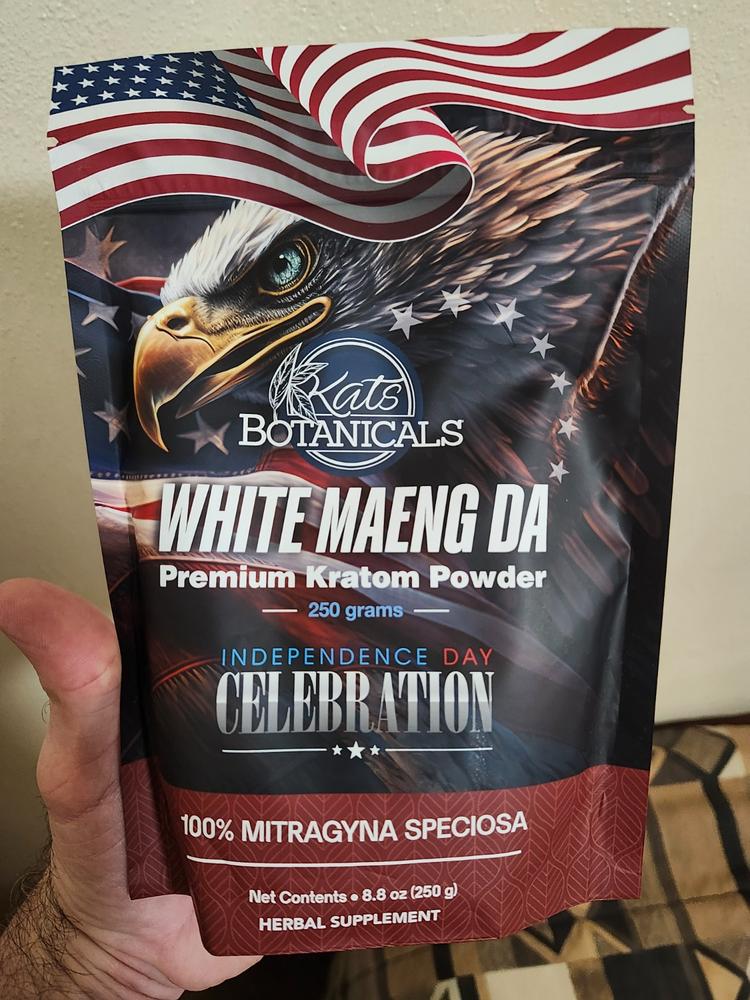 Kats
BOTANICALS
WHITE MAENG DA
Premium Kratom Powder
250 grams
INDEPENDENCE DAY
CELEBRATION
100% MITRAGYNA SPECIOSA
Net Contents • 8.8 oz (250 g)
HERBAL SUPPLEMENT